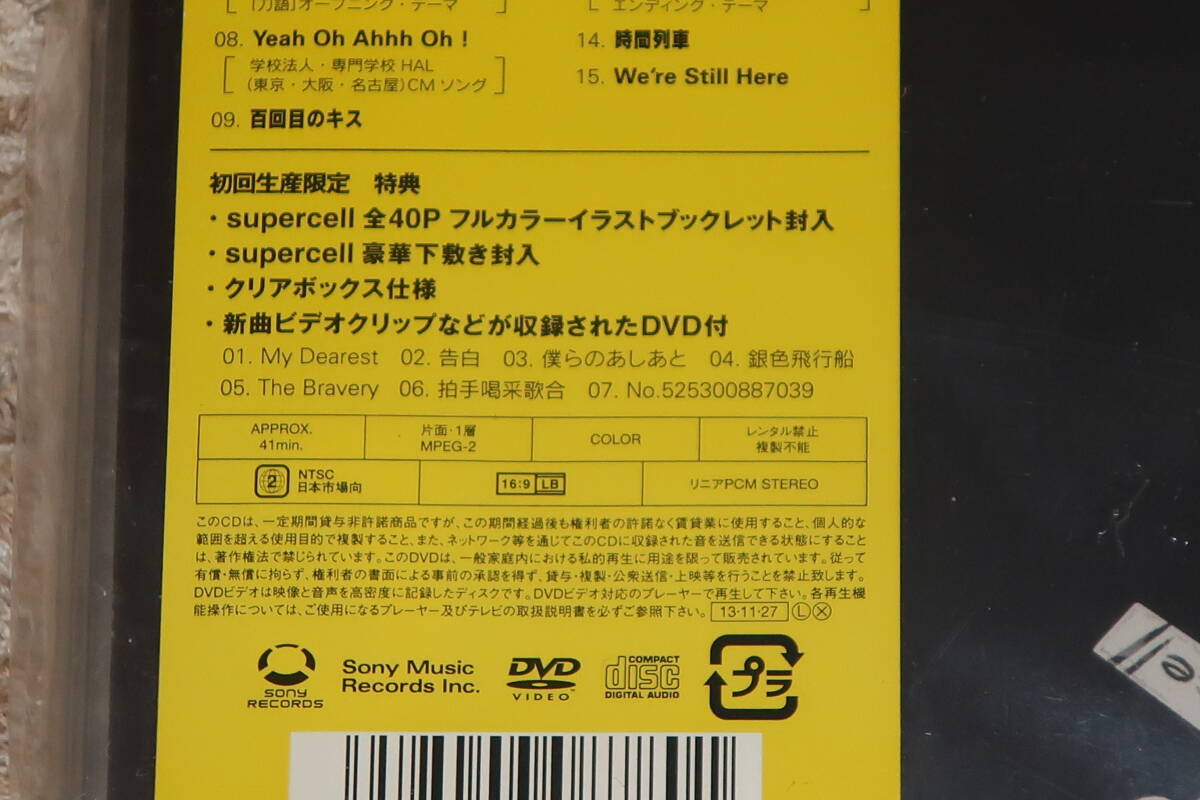 [力語]オープニング・テーマ
エンディング・テーマ
08. Yeah Oh Ahhh Oh !
学校法人・専門学校 HAL
(東京・大阪・名古屋)CMソング
09. 百回目のキス
14. 時間列車
15. We're Still Here
初回生産限定 特典
・supercell 全40P フルカラーイラストブックレット封入
・supercell 豪華下敷き封入
・クリアボックス仕様
・新曲ビデオクリップなどが収録されたDVD付
01. My Dearest 02. 告白 03. 僕らのあしあと 04. 銀色飛行船
05. The Bravery 06. 拍手喝采歌合 07. No.525300887039
APPROX.
41min.
片面・1層
MPEG-2
COLOR
レンタル禁止
複製不能
2 NTSC
日本市場向
16:9 LB
リニアPCM STEREO
このCDは、一定期間貸与非許諾商品ですが、この期間経過後も権利者の許諾なく賃貸業に使用すること、個人的な
範囲を超える使用目的で複製すること、また、ネットワーク等を通じてこのCDに収録された音を送信できる状態にすること
は、著作権法で禁じられています。このDVDは、一般家庭内における私的再生に用途を限って販売されています。従って
有償・無償に拘らず、権利者の書面による事前の承認を得ず、貸与・複製・公衆送信・上映等を行うことを禁止致します。
DVDビデオは映像と音声を高密度に記録したディスクです。DVDビデオ対応のプレーヤーで再生して下さい。各再生機
能操作については、ご使用になるプレーヤー及びテレビの取扱説明書を必ずご参照下さい。 13・11・27 Ⓛ Ⓧ
SONY
RECORDS
Sony Music
Records Inc.
DVD
VIDEO
COMPACT
disc
DIGITAL AUDIO
プラ